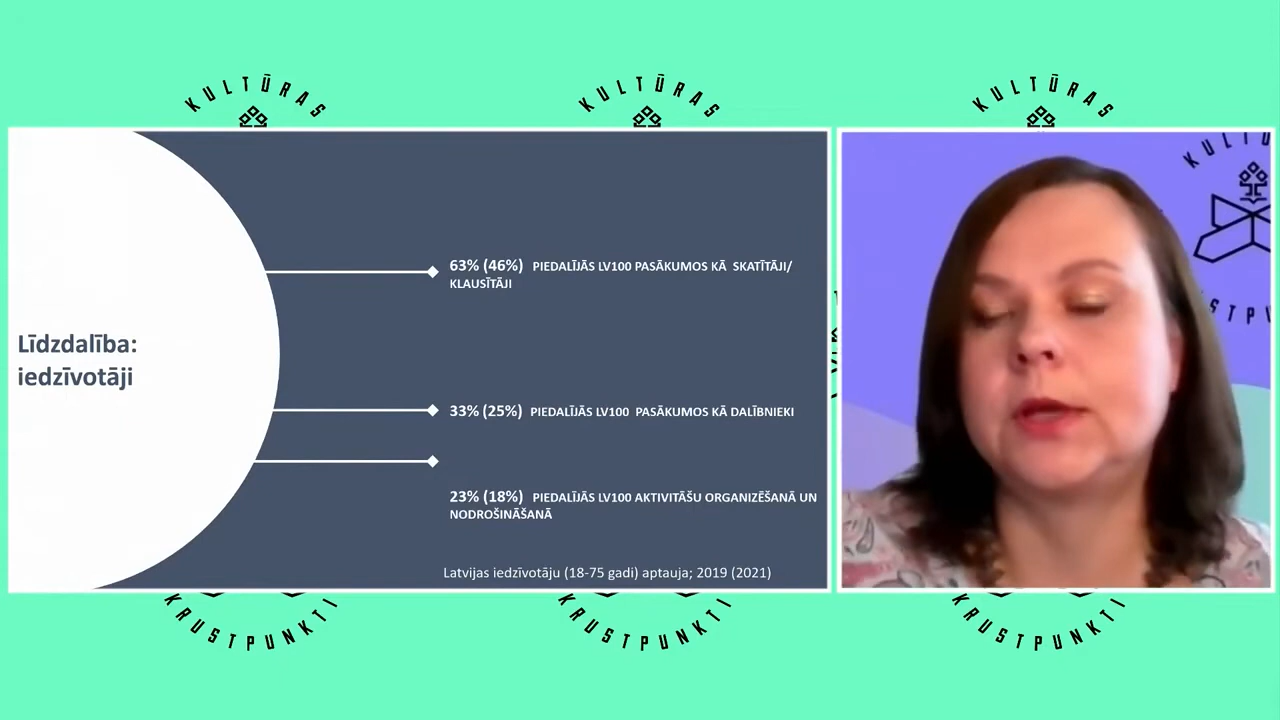 KULTŪRAS
KULTŪRAS
KULTŪRAS
Līdzdalība:
iedzīvotāji
63% (46%) PIEDALĪJĀS LV100 PASĀKUMOS KĀ SKATĪTĀJI/
KLAUSĪTĀJI
33% (25%) PIEDALĪJĀS LV100 PASĀKUMOS KĀ DALĪBNIEKI
23% (18%) PIEDALĪJĀS LV100 AKTIVITĀŠU ORGANIZĒŠANĀ UN
NODROŠINĀŠANĀ
Latvijas iedzīvotāju (18-75 gadi) aptauja; 2019 (2021)
KRUSTPUNKTI
KRUSTPUNKTI
KRUSTPUNKTI